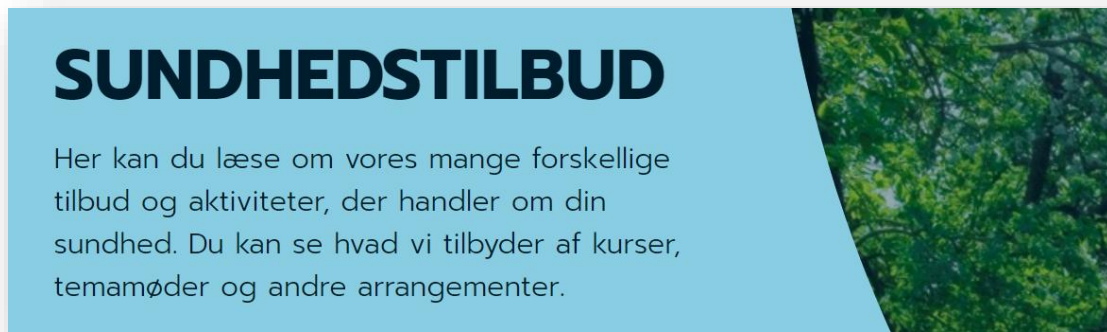 SUNDHEDSTILBUD
Her kan du læse om vores mange forskellige
tilbud og aktiviteter, der handler om din
sundhed. Du kan se hvad vi tilbyder af kurser,
temamøder og andre arrangementer.